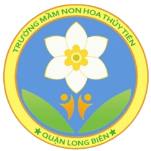 TRƯỜNG MẦM NON HOA THỦY TIÊN
QUẬN LONG BIÊN